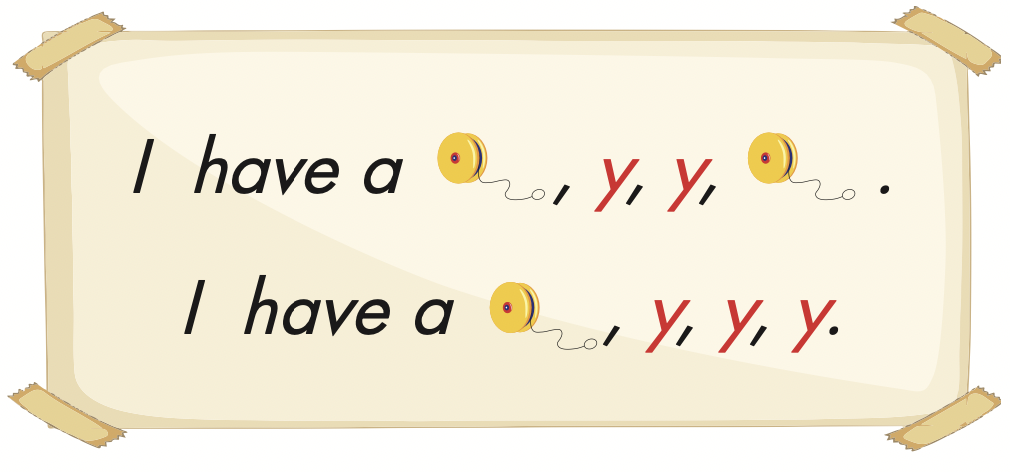 I have a , y, y, .
I have a , y, y, y.